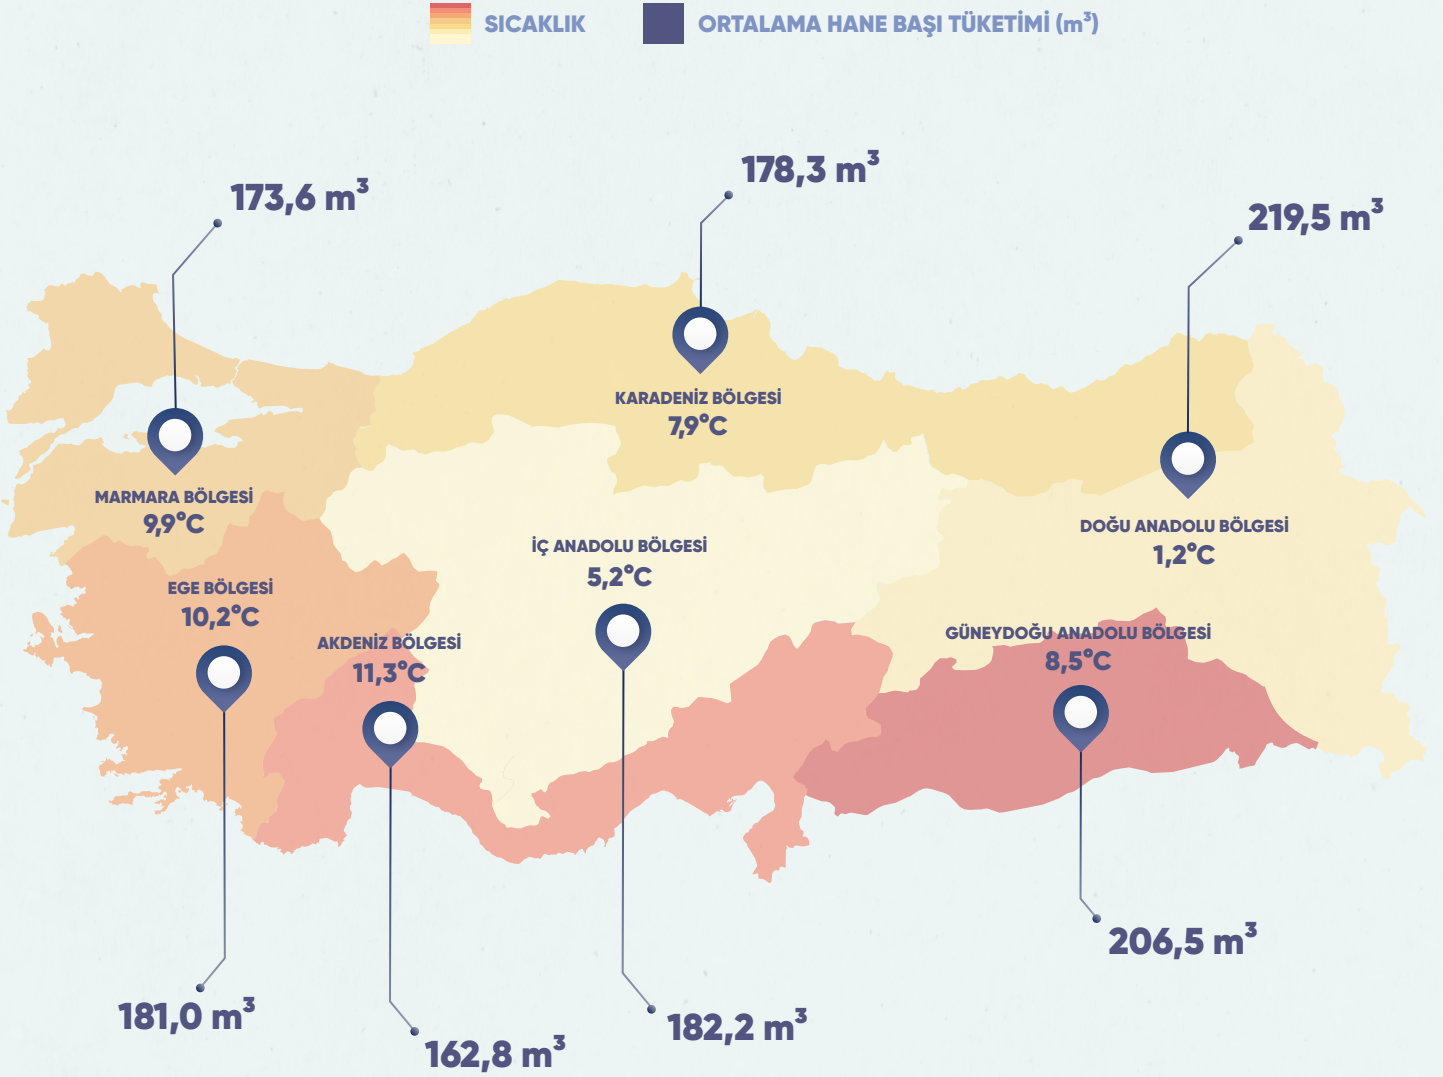 SICAKLIK
ORTALAMA HANE BAŞI TÜKETİMİ (m³)
178,3 m³
173,6 m³
219,5 m³
KARADENİZ BÖLGESİ
7,9°C
MARMARA BÖLGESİ
9,9°C
DOĞU ANADOLU BÖLGESİ
1,2°C
İÇ ANADOLU BÖLGESİ
5,2°C
EGE BÖLGESİ
10,2°C
AKDENİZ BÖLGESİ
11,3°C
GÜNEYDOĞU ANADOLU BÖLGESİ
8,5°C
206,5 m³
181,0 m³
182,2 m³
162,8 m³